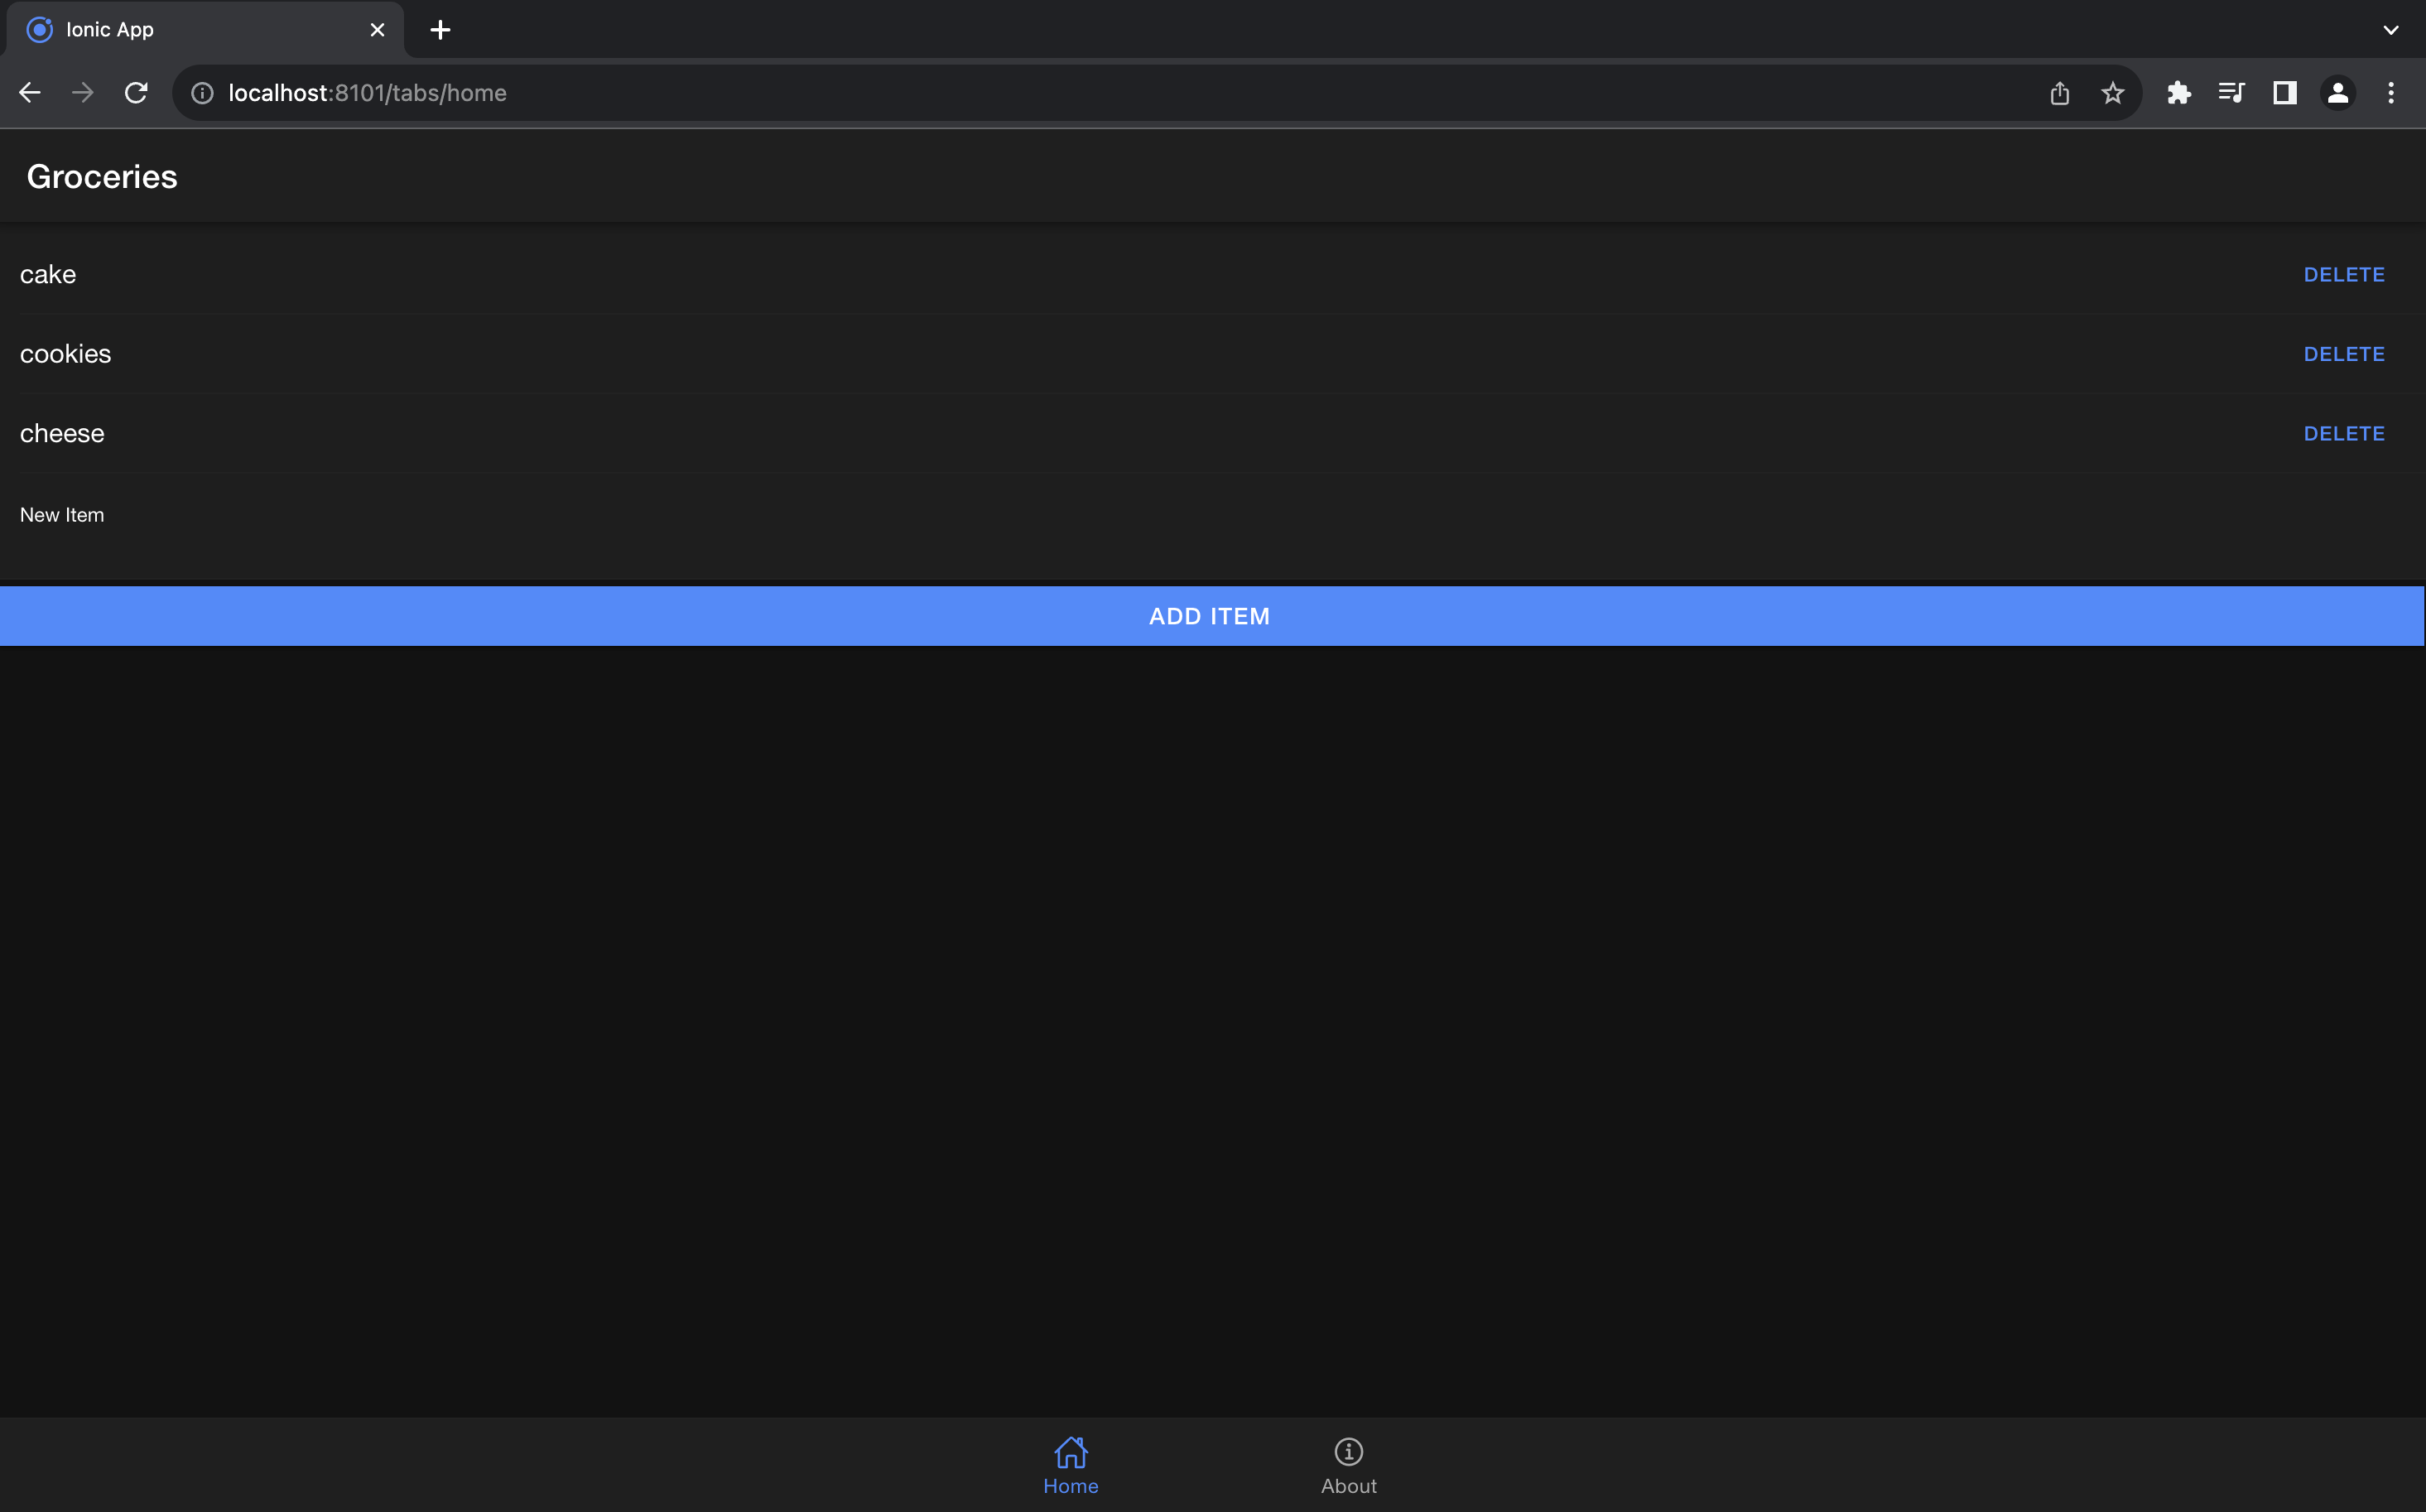 Ionic App
localhost:8101/tabs/home
Groceries
cake DELETE
cookies DELETE
cheese DELETE
New Item
ADD ITEM
Home About